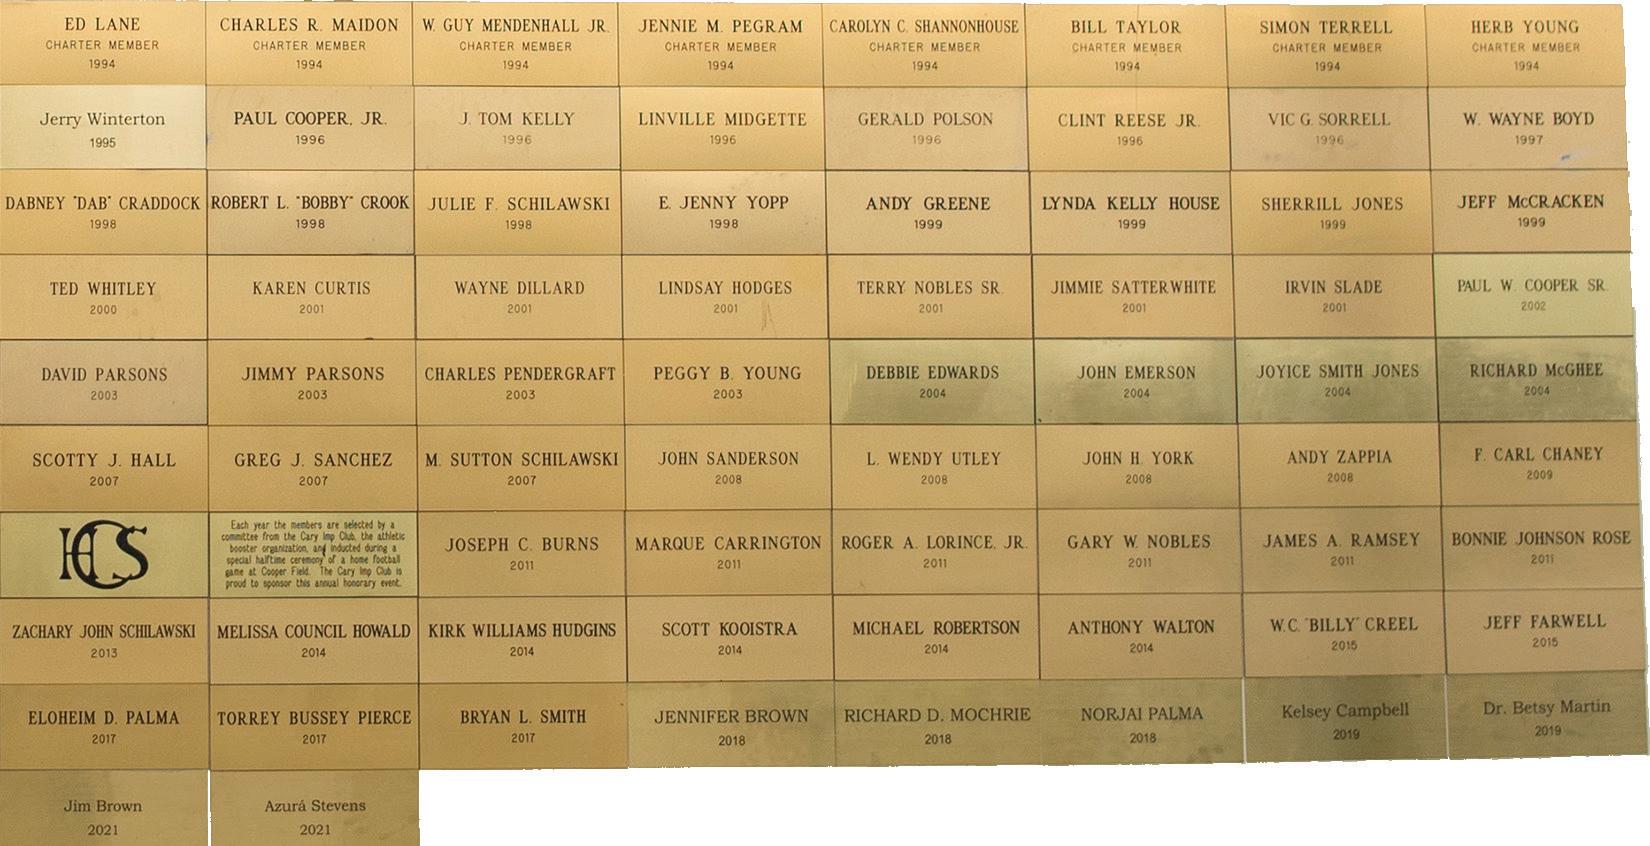 ED LANE
CHARTER MEMBER
1994
CHARLES R. MAIDON
CHARTER MEMBER
1994
W. GUY MENDENHALL JR.
CHARTER MEMBER
1994
JENNIE M. PEGRAM
CHARTER MEMBER
1994
CAROLYN C. SHANNONHOUSE
CHARTER MEMBER
1994
BILL TAYLOR
CHARTER MEMBER
1994
SIMON TERRELL
CHARTER MEMBER
1994
HERB YOUNG
CHARTER MEMBER
1994
Jerry Winterton
1995
PAUL COOPER, JR.
1996
J. TOM KELLY
1996
LINVILLE MIDGETTE
1996
GERALD POLSON
1996
CLINT REESE JR.
1996
VIC G. SORRELL
1996
W. WAYNE BOYD
1997
DABNEY "DAB" CRADDOCK
1998
ROBERT L. "BOBBY" CROOK
1998
JULIE F. SCHILAWSKI
1998
E. JENNY YOPP
1998
ANDY GREENE
1999
LYNDA KELLY HOUSE
1999
SHERRILL JONES
1999
JEFF McCRACKEN
1999
TED WHITLEY
2000
KAREN CURTIS
2001
WAYNE DILLARD
2001
LINDSAY HODGES
2001
TERRY NOBLES SR.
2001
JIMMIE SATTERWHITE
2001
IRVIN SLADE
2001
PAUL W. COOPER SR.
2002
DAVID PARSONS
2003
JIMMY PARSONS
2003
CHARLES PENDERGRAFT
2003
PEGGY B. YOUNG
2003
DEBBIE EDWARDS
2004
JOHN EMERSON
2004
JOYICE SMITH JONES
2004
RICHARD McGHEE
2004
SCOTTY J. HALL
2007
GREG J. SANCHEZ
2007
M. SUTTON SCHILAWSKI
2007
JOHN SANDERSON
2008
L. WENDY UTLEY
2008
JOHN H. YORK
2008
ANDY ZAPPIA
2008
F. CARL CHANEY
2009
HCS
Each year the members are selected by a
committee from the Cary Imp Club, the athletic
booster organization, and inducted during a
special halftime ceremony of a home football
game at Cooper Field. The Cary Imp Club is
proud to sponsor this annual honorary event.
JOSEPH C. BURNS
2011
MARQUE CARRINGTON
2011
ROGER A. LORINCE, JR.
2011
GARY W. NOBLES
2011
JAMES A. RAMSEY
2011
BONNIE JOHNSON ROSE
2011
ZACHARY JOHN SCHILAWSKI
2013
MELISSA COUNCIL HOWALD
2014
KIRK WILLIAMS HUDGINS
2014
SCOTT KOOISTRA
2014
MICHAEL ROBERTSON
2014
ANTHONY WALTON
2014
W.C. "BILLY" CREEL
2015
JEFF FARWELL
2015
ELOHEIM D. PALMA
2017
TORREY BUSSEY PIERCE
2017
BRYAN L. SMITH
2017
JENNIFER BROWN
2018
RICHARD D. MOCHRIE
2018
NORJAI PALMA
2018
Kelsey Campbell
2019
Dr. Betsy Martin
2019
Jim Brown
2021
Azurá Stevens
2021